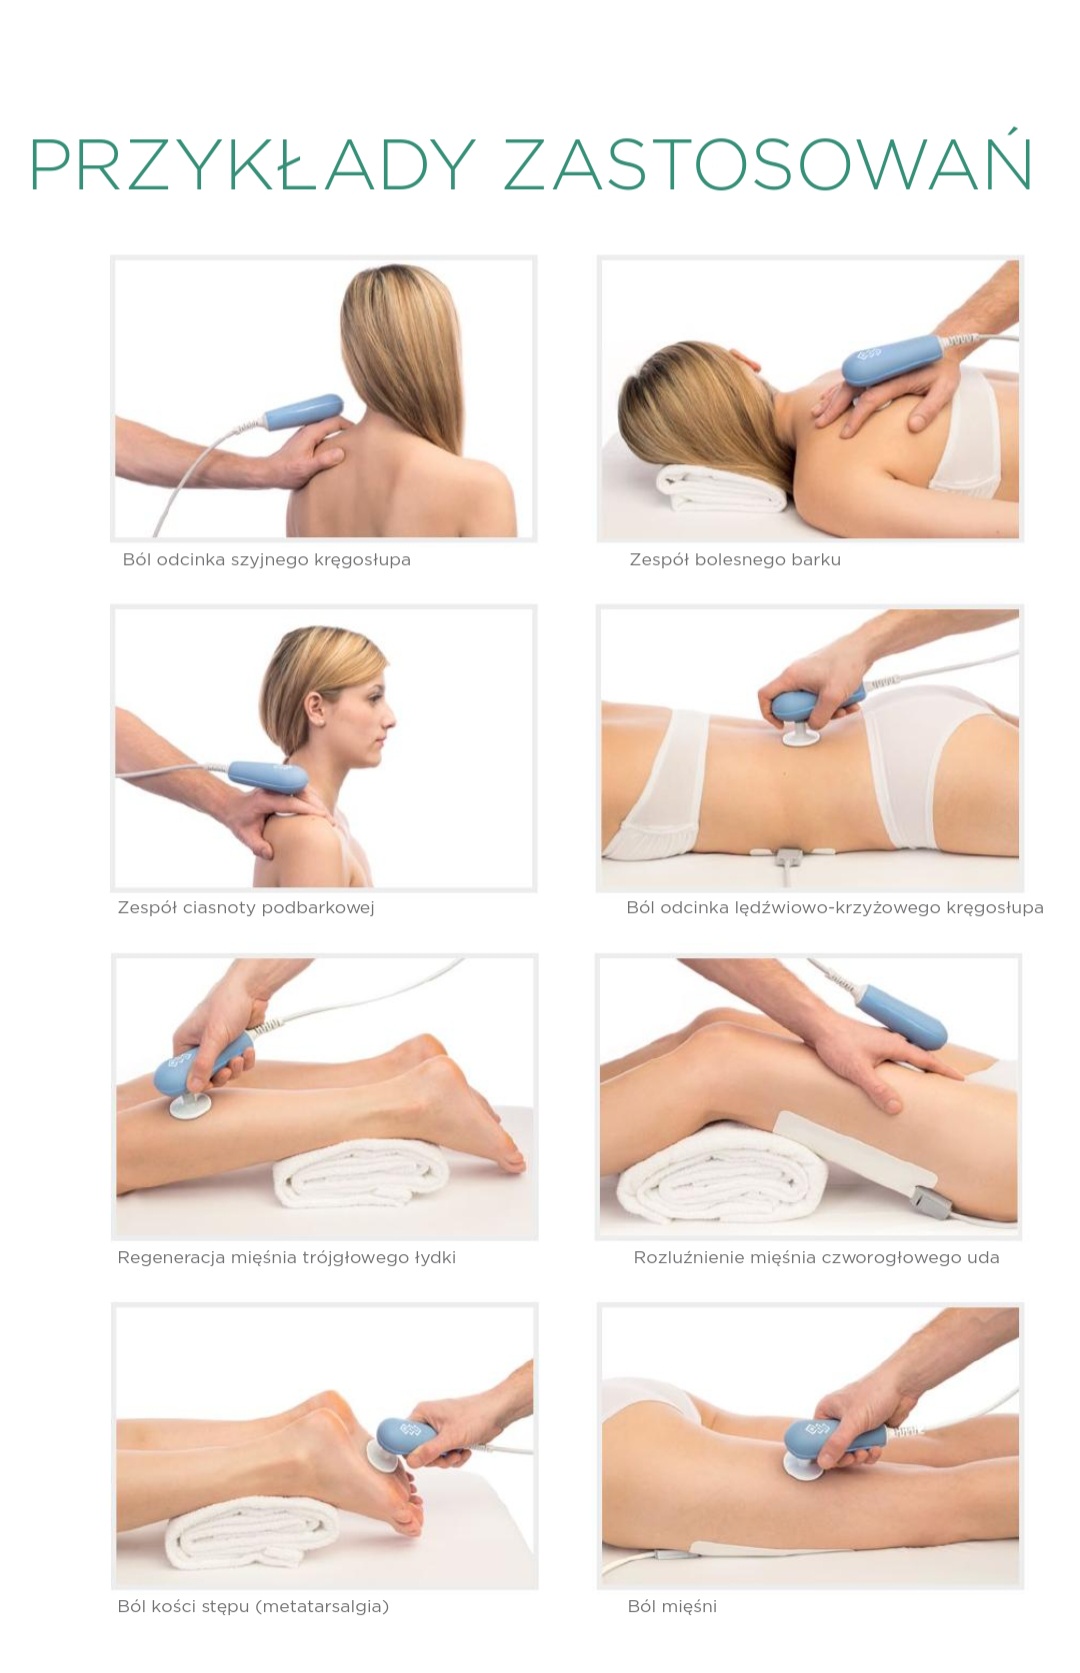 PRZYKŁADY ZASTOSOWAŃ
Ból odcinka szyjnego kręgosłupa
Zespół bolesnego barku
Zespół ciasnoty podbarkowej
Ból odcinka lędźwiowo-krzyżowego kręgosłupa
Regeneracja mięśnia trójgłowego łydki
Rozluźnienie mięśnia czworogłowego uda
Ból kości stępu (metatarsalgia)
Ból mięśni